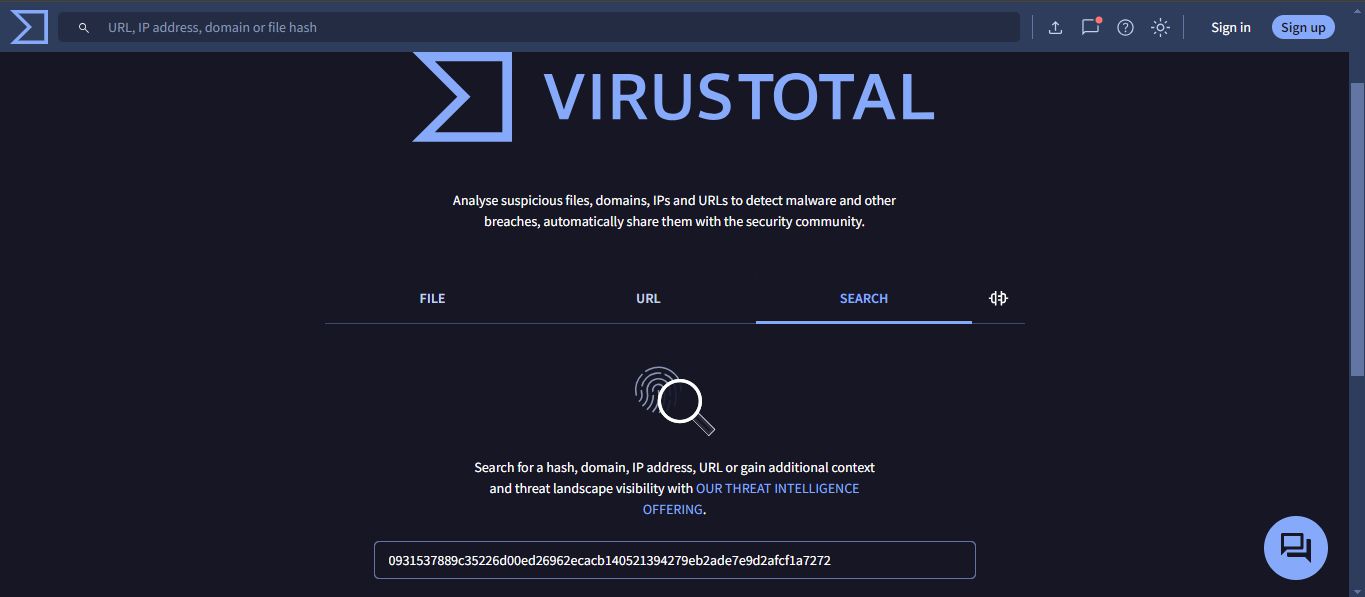 URL, IP address, domain or file hash
Sign in
Sign up
VIRUSTOTAL
Analyse suspicious files, domains, IPs and URLs to detect malware and other
breaches, automatically share them with the security community.
FILE
URL
SEARCH
Search for a hash, domain, IP address, URL or gain additional context
and threat landscape visibility with OUR THREAT INTELLIGENCE
OFFERING.
0931537889c35226d00ed26962ecacb140521394279eb2ade7e9d2afcf1a7272